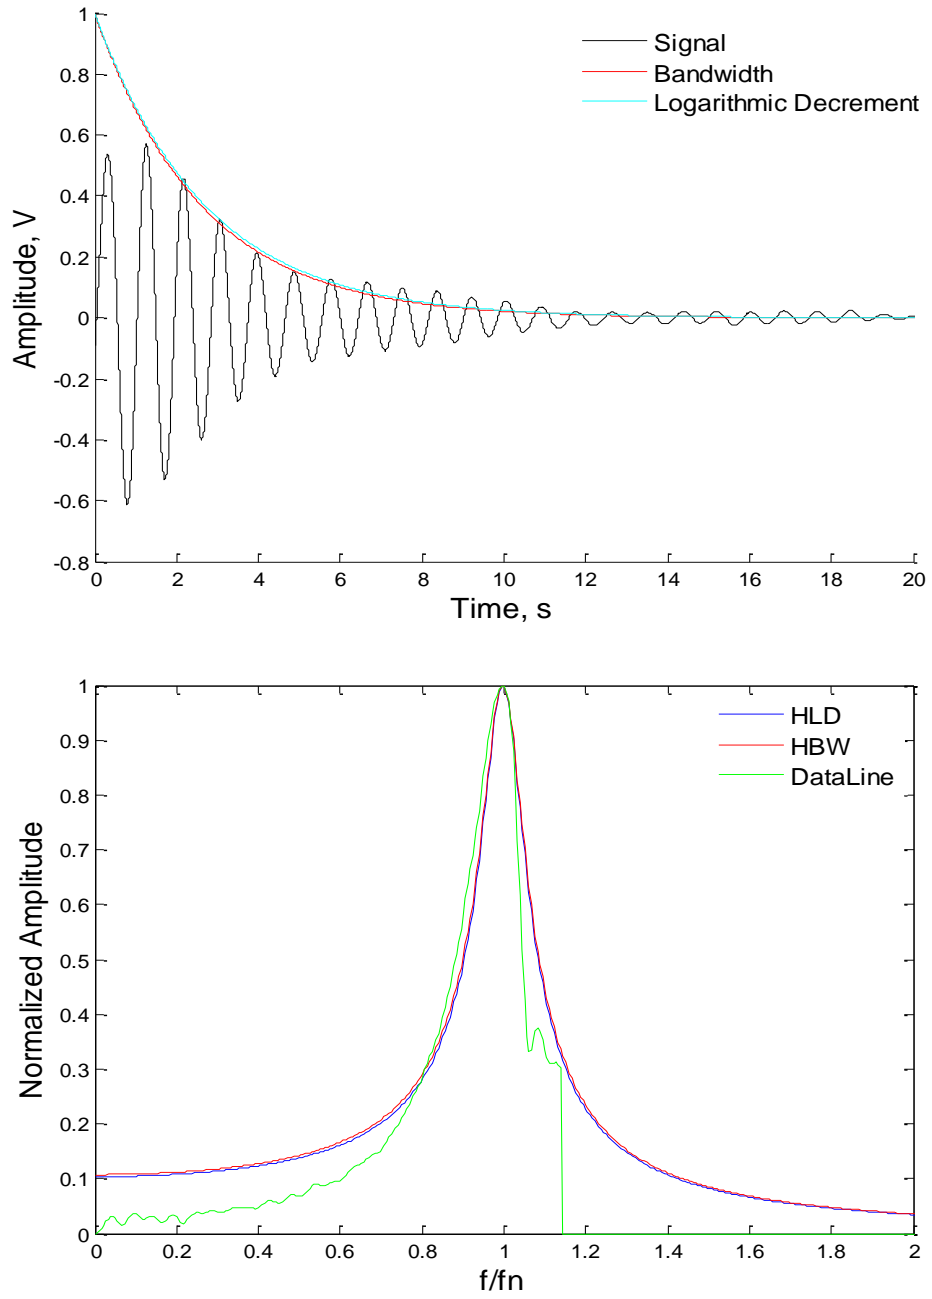 1
0.8
0.6
0.4
0.2
0
-0.2
-0.4
-0.6
-0.8
Amplitude, V
Signal
Bandwidth
Logarithmic Decrement
0 2 4 6 8 10 12 14 16 18 20
Time, s
1
0.9
0.8
0.7
0.6
0.5
0.4
0.3
0.2
0.1
0
Normalized Amplitude
HLD
HBW
DataLine
0 0.2 0.4 0.6 0.8 1 1.2 1.4 1.6 1.8 2
f/fn